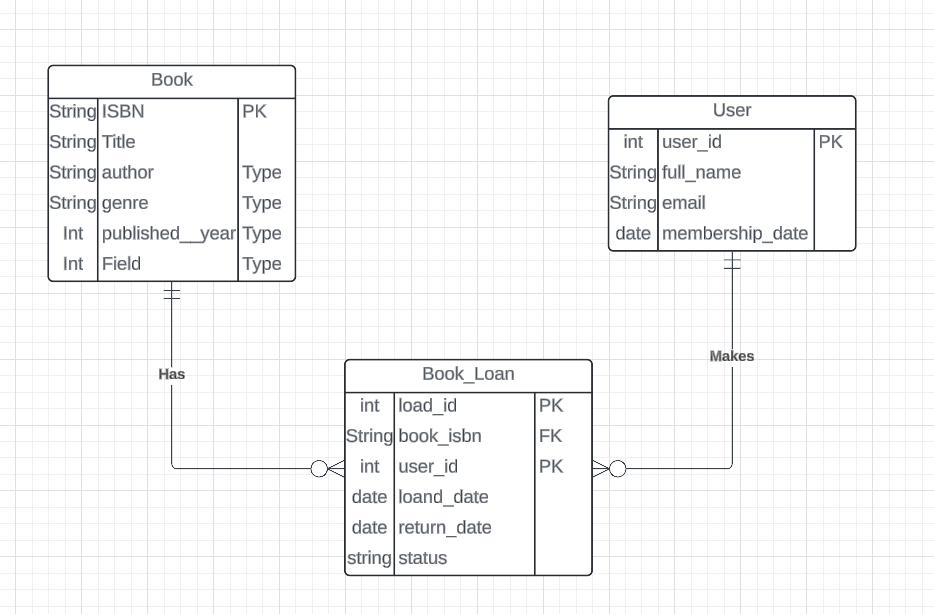 Book
String ISBN PK
String Title
String author Type
String genre Type
Int published__year Type
Int Field Type
User
int user_id PK
String full_name
String email
date membership_date
Has
Makes
Book_Loan
int load_id PK
String book_isbn FK
int user_id PK
date loand_date
date return_date
string status